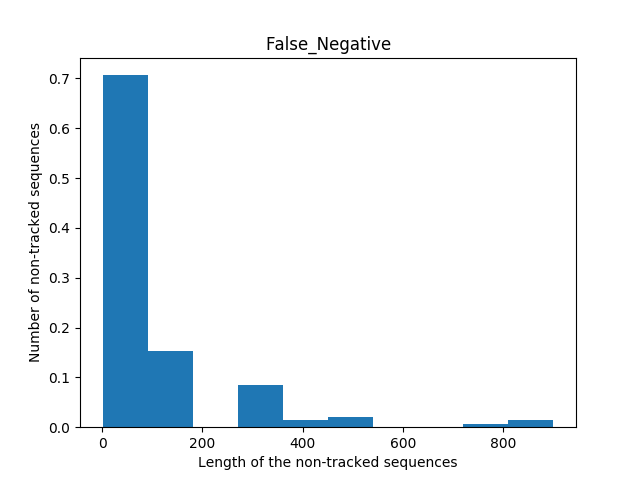 False_Negative
Number of non-tracked sequences
0.7
0.6
0.5
0.4
0.3
0.2
0.1
0.0
0 200 400 600 800
Length of the non-tracked sequences